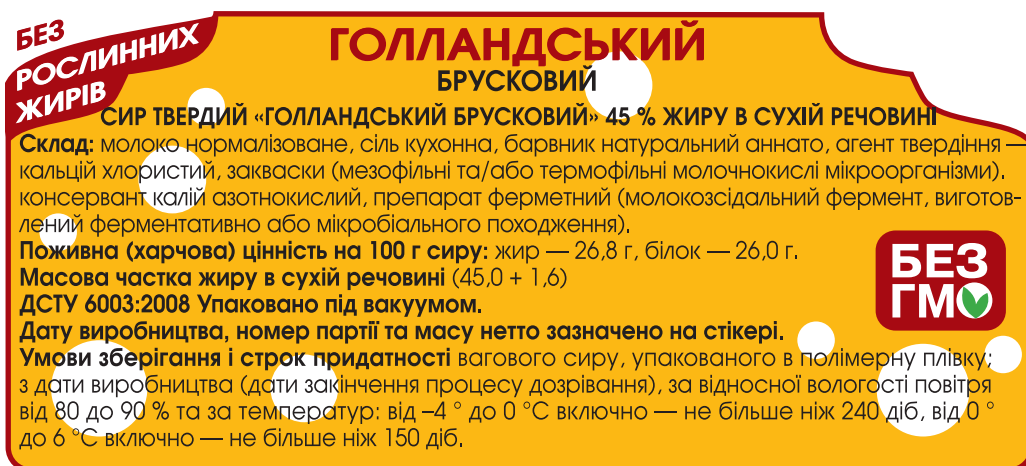 БЕЗ
РОСЛИННИХ
ЖИРІВ
ГОЛЛАНДСЬКИЙ
БРУСКОВИЙ
СИР ТВЕРДИЙ «ГОЛЛАНДСЬКИЙ БРУСКОВИЙ» 45 % ЖИРУ В СУХІЙ РЕЧОВИНІ
Склад: молоко нормалізоване, сіль кухонна, барвник натуральний аннато, агент твердіння —
кальцій хлористий, закваски (мезофільні та/або термофільні молочнокислі мікроорганізми).
консервант калій азотнокислий, препарат ферметний (молокозсідальний фермент, виготов-
лений ферментативно або мікробіального походження).
Поживна (харчова) цінність на 100 г сиру: жир — 26,8 г, білок — 26,0 г.
Масова частка жиру в сухій речовині (45,0 + 1,6)
ДСТУ 6003:2008 Упаковано під вакуумом.
Дату виробництва, номер партії та масу нетто зазначено на стікері.
Умови зберігання і строк придатності вагового сиру, упакованого в полімерну плівку;
з дати виробництва (дати закінчення процесу дозрівання), за відносної вологості повітря
від 80 до 90 % та за температур: від –4 ° до 0 °С включно — не більше ніж 240 діб, від 0 °
до 6 °С включно — не більше ніж 150 діб.
БЕЗ
ГМО